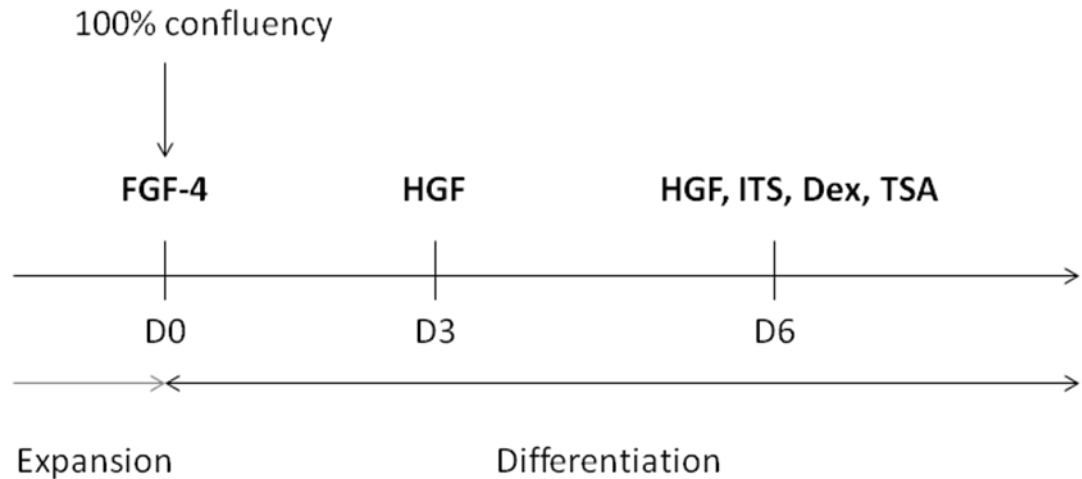 100% confluency
FGF-4 HGF HGF, ITS, Dex, TSA
D0 D3 D6
Expansion Differentiation